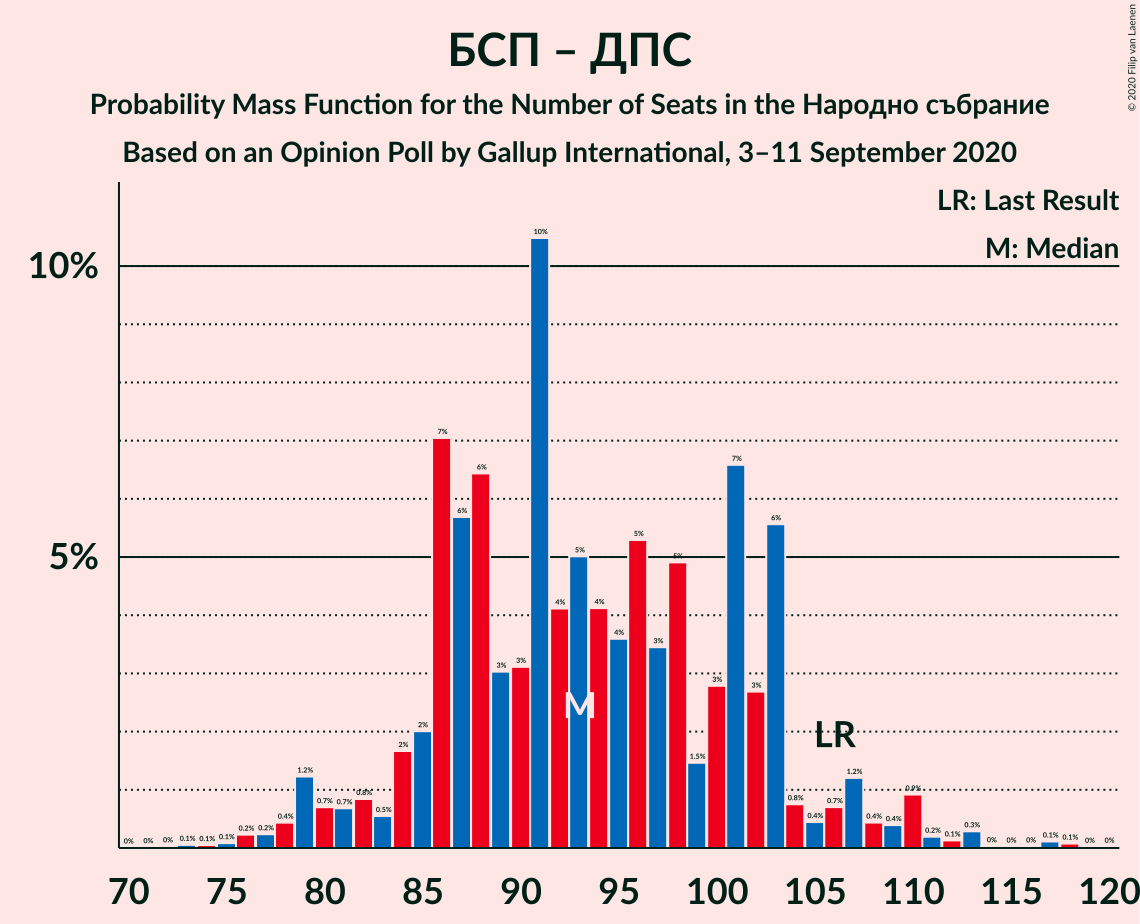 БСП – ДПС
Probability Mass Function for the Number of Seats in the Народно събрание
Based on an Opinion Poll by Gallup International, 3–11 September 2020
© 2020 Filip van Laenen
LR: Last Result
M: Median
10%
5%
0% 0% 0% 0.1% 0.1% 0.1% 0.2% 0.2% 0.4% 1.2% 0.7% 0.7% 0.8% 0.5% 2% 2% 7% 6% 6% 3% 3% 10% 4% 5% 4% 4% 5% 3% 5% 1.5% 3% 7% 3% 6% 0.8% 0.4% 0.7% 1.2% 0.4% 0.4% 0.9% 0.2% 0.1% 0.3% 0% 0% 0% 0.1% 0.1% 0% 0%
M
LR
70 75 80 85 90 95 100 105 110 115 120